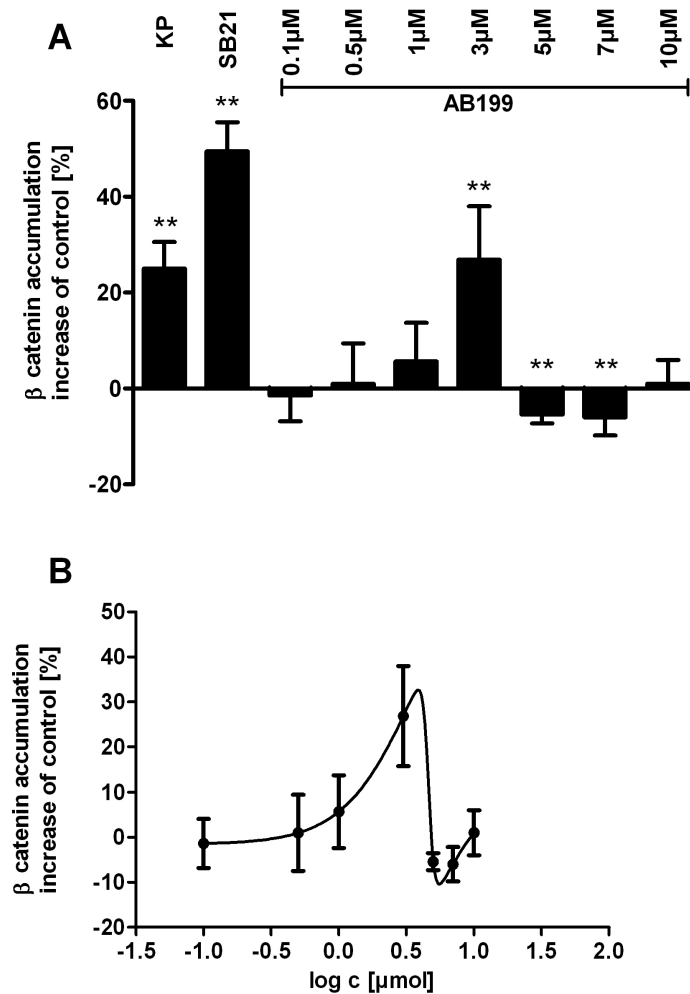 A
KP
SB21
0.1µM
0.5µM
1µM
3µM
5µM
7µM
10µM
AB199
β catenin accumulation
increase of control [%]
60
40
20
0
-20
**
**
**
**
**
B
β catenin accumulation
increase of control [%]
50
40
30
20
10
0
-10
-20
-1.5
-1.0
-0.5
0.0
0.5
1.0
1.5
2.0
log c [µmol]